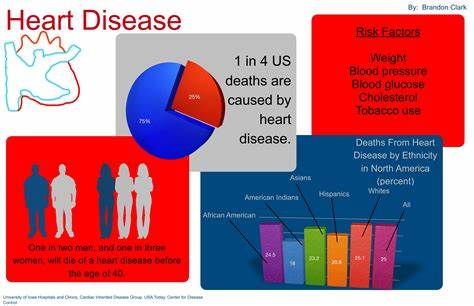 Heart Disease
By: Brandon Clark
1 in 4 US
deaths are
caused by
heart
disease.
25%
75%
Risk Factors
Weight
Blood pressure
Blood glucose
Cholesterol
Tobacco use
One in two men; and one in three
women, will die of a heart disease before
the age of 40.
Deaths From Heart
Disease by Ethnicity
in North America
(percent)
African American
American Indians
Asians
Hispanics
Whites
All
24.5
18
23.2
20.8
25.1
25
University of Iowa Hospitals and Clinics, Cardiac Inherited Disease Group, USA Today, Center for Disease
Control